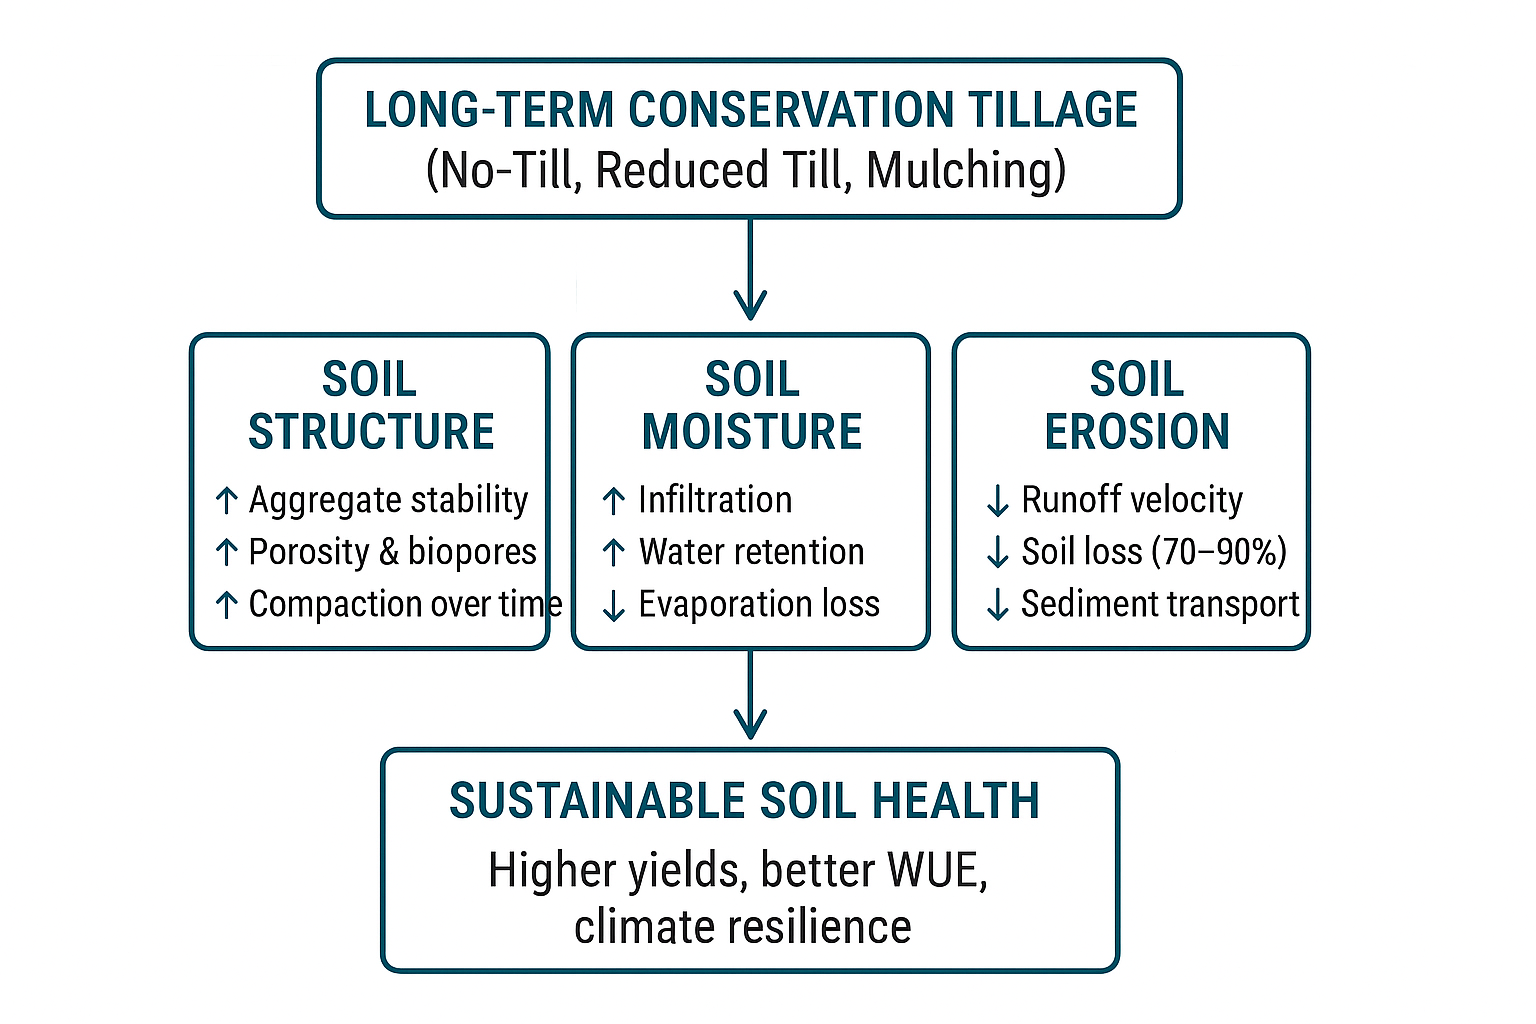 LONG-TERM CONSERVATION TILLAGE
(No-Till, Reduced Till, Mulching)
SOIL
STRUCTURE
↑ Aggregate stability
↑ Porosity & biopores
↑ Compaction over time
SOIL
MOISTURE
↑ Infiltration
↑ Water retention
↓ Evaporation loss
SOIL
EROSION
↓ Runoff velocity
↓ Soil loss (70–90%)
↓ Sediment transport
SUSTAINABLE SOIL HEALTH
Higher yields, better WUE,
climate resilience